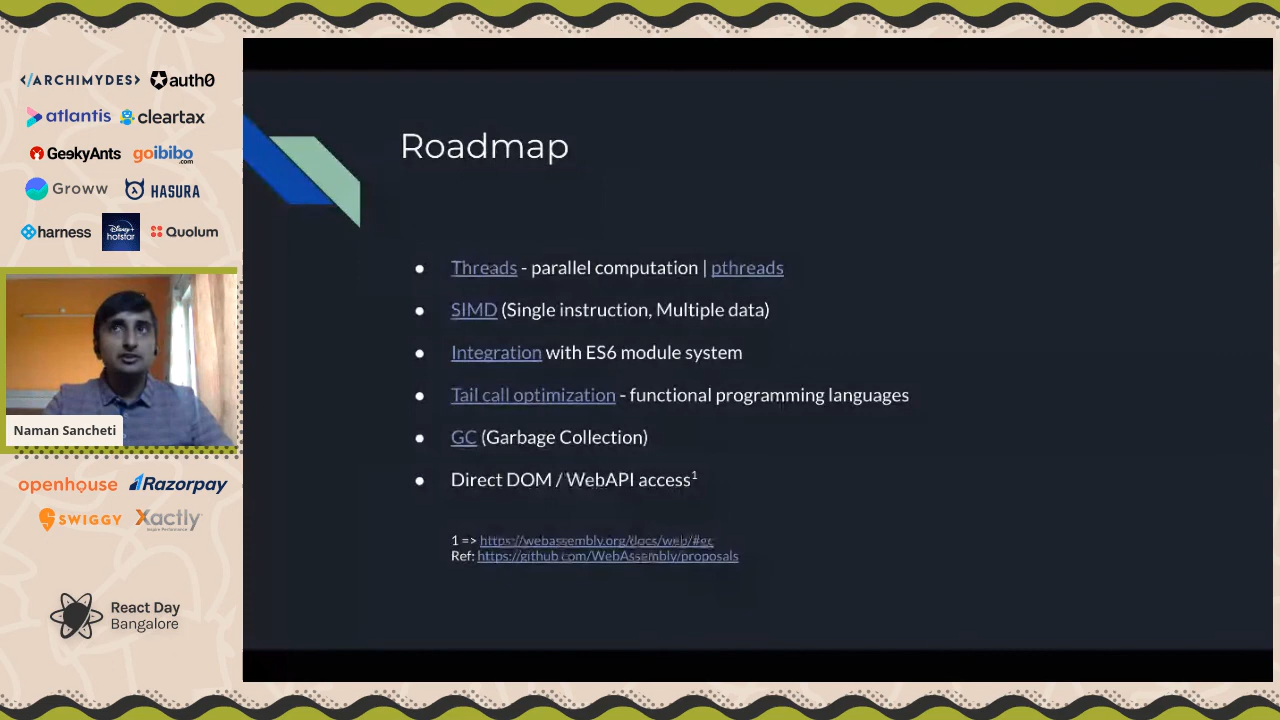 </ARCHIMYDES> auth0
atlantis cleartax
GeekyAnts goibibo.com
Groww HASURA
harness Disney+ hotstar Quolum
Naman Sancheti
openhouse Razorpay
SWIGGY Xactly
React Day
Bangalore
Roadmap
● Threads - parallel computation | pthreads
● SIMD (Single instruction, Multiple data)
● Integration with ES6 module system
● Tail call optimization - functional programming languages
● GC (Garbage Collection)
● Direct DOM / WebAPI access1
1 => https://webassembly.org/docs/web/#gc
Ref: https://github.com/WebAssembly/proposals